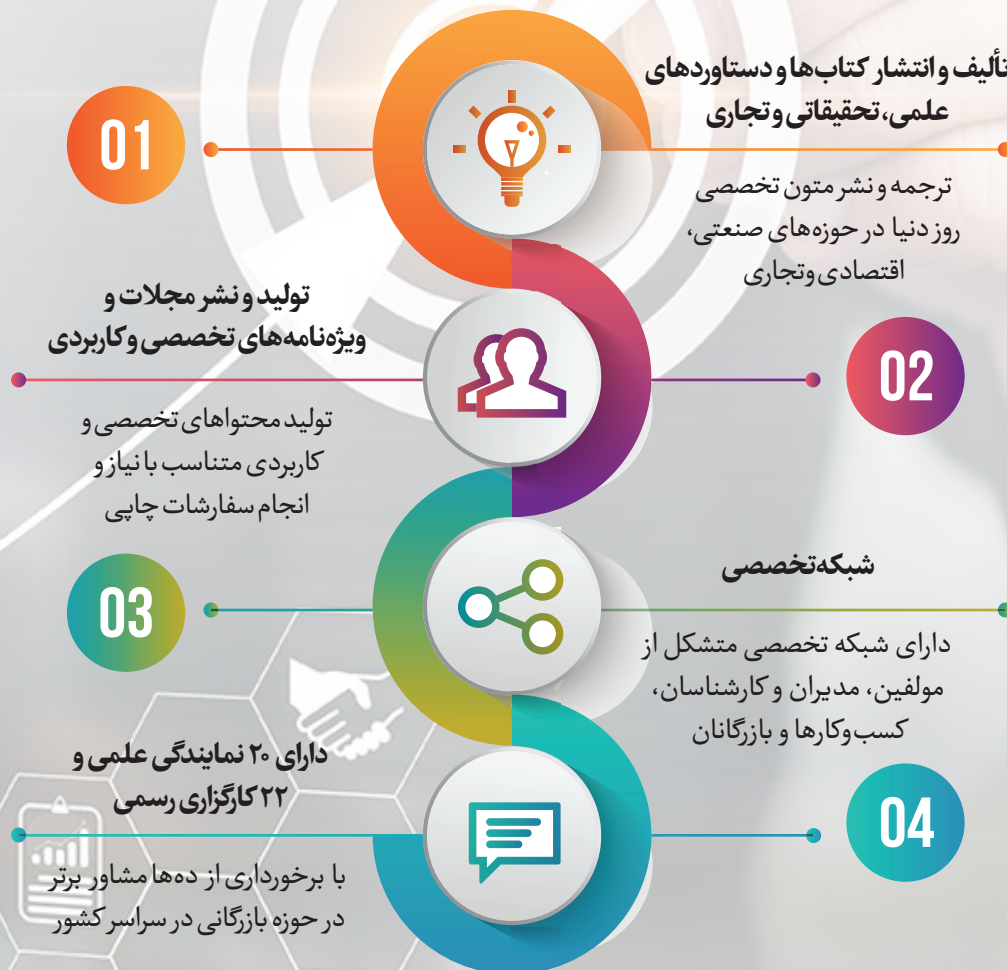 01
تألیف و انتشار کتاب‌ها و دستاوردهای
علمی، تحقیقاتی و تجاری
ترجمه و نشر متون تخصصی
روز دنیا در حوزه‌های صنعتی،
اقتصادی وتجاری
02
تولید و نشر مجلات و
ویژه‌نامه‌های تخصصی وکاربردی
تولید محتواهای تخصصی و
کاربردی متناسب با نیاز و
انجام سفارشات چاپی
03
شبکه تخصصی
دارای شبکه تخصصی متشکل از
مولفین، مدیران و کارشناسان،
کسب‌وکارها و بازرگانان
04
دارای ۲۰ نمایندگی علمی و
۲۲ کارگزاری رسمی
با برخورداری از ده‌ها مشاور برتر
در حوزه بازرگانی در سراسر کشور